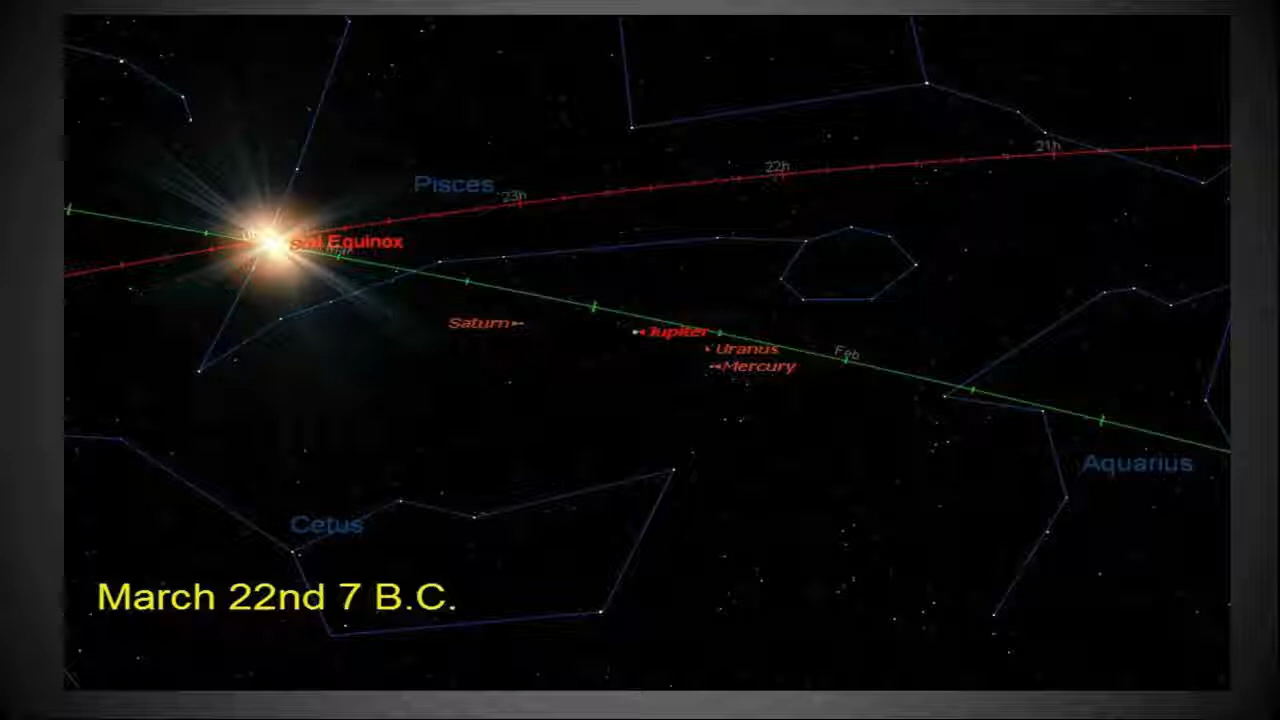 21h
22h
Pisces
23h
Equinox
Saturn
Jupiter
Uranus
Feb
Mercury
Aquarius
Cetus
March 22nd 7 B.C.